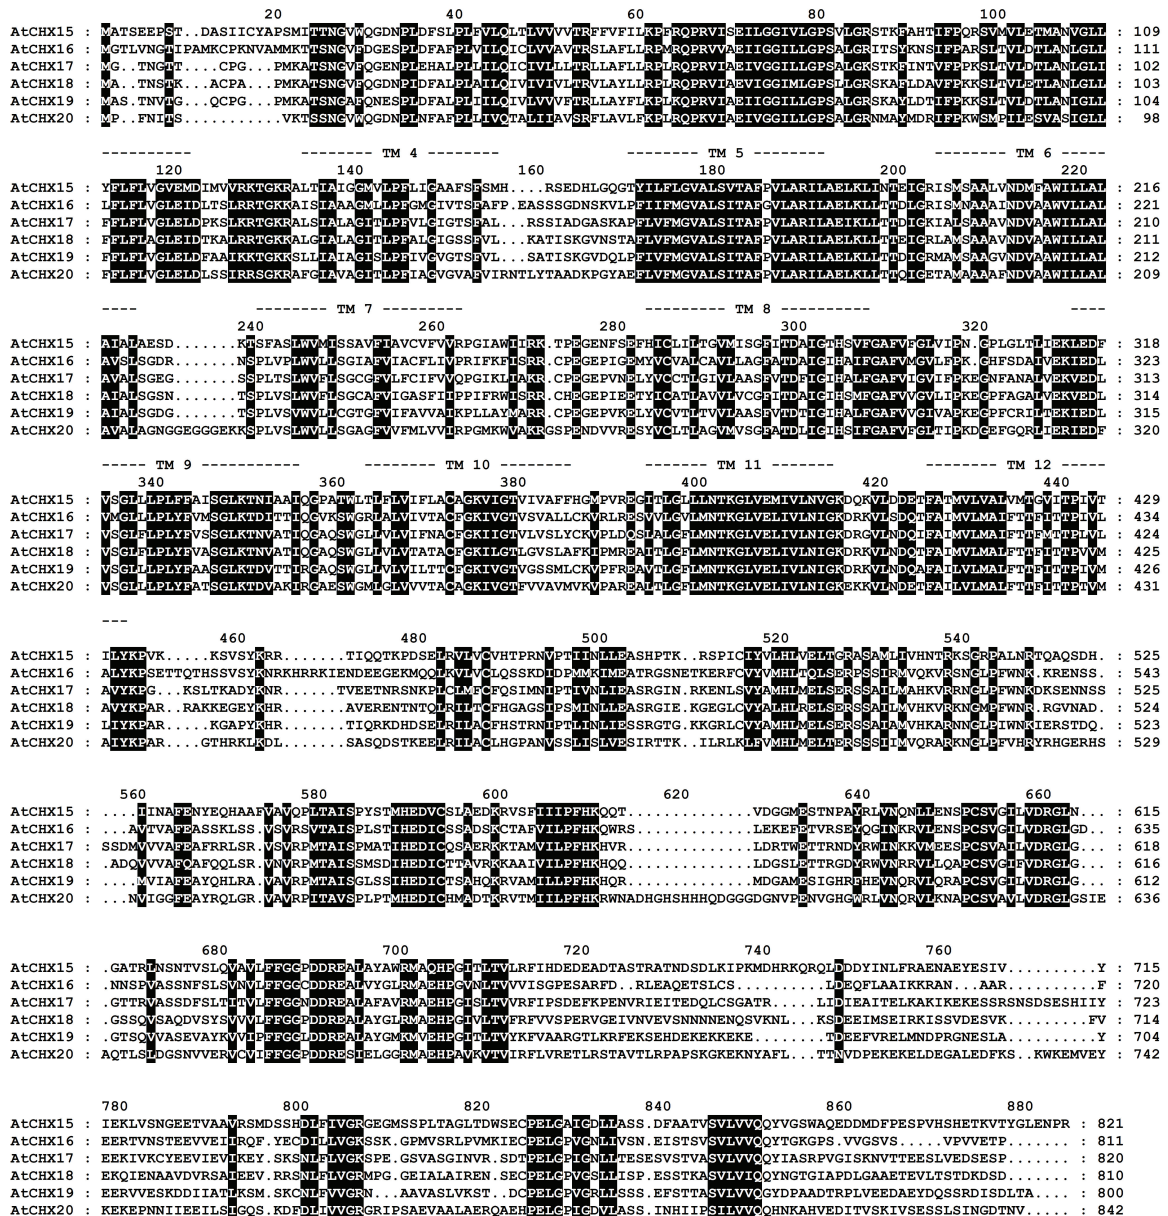 20 40 60 80 100
AtCHX15 : MATSEEPST..DASIICYAPSMITTNGVWQGDNPLDFSLPLFVLQLTLVVVVTRFFVFILKPFRQPRVISEILGGIVLGPSVLGRSTKFAHTIFPQRSVMVLETMANVGLL : 109
AtCHX16 : MGTLVNGTIPAMKCPKNVAMMKTTSNGVFDGESPLDFAFPLVILQICLVVAVTRSLAFLLRPMRQPRVVAEIIGGILLGPSALGRITSYKNSIFPARSLTVLDTLANLGLL : 111
AtCHX17 : MG..TNGTT....CPG..PMKATSNGVFQGENPLEHALPLLILQICIVLLLTRLLAFLLRPLRQPRVIAEIVGGILLGPSALGKSTKFINTVFPPKSLTVLDTLANLGLI : 102
AtCHX18 : MA..TNSTK...ACPA..PMKATSNGVFQGDNPIDFALPLAILQIVIVIVLTRVLAYLLRPLRQPRVIAEVIGGIMLGPSLLGRSKAFLDAVFPKKSLTVLETLANLGLL : 103
AtCHX19 : MAS.TNVTG...QCPG..PMKATSNGAFQNESPLDFALPLIILQIVLVVVFTRLLAYFLKPLKQPRVIAEIIGGILLGPSALGRSKAYLDTIFPKKSLTVLDTLANIGLL : 104
AtCHX20 : MP..FNITS.........VKTSSNGVWQGDNPLNFAFPLLIVQTALIIAVSRFLAVLFKPLRQPKVIAEIVGGILLGPSALGRNMAYMDRIFPKWSMPILESVASIGLL : 98
---------- --------- TM 4 --------- --------- TM 5 --------- --------- TM 6 -----
120 140 160 180 200 220
AtCHX15 : YFLFLVGVEMDIMVVRKTGKRALTIAIGGMVLPFLIGAAFSFSMH...RSEDHLGQGTYILFLGVALSVTAFPVLARILAELKLINTEIGRISMSAALVNDMFAWILLAL : 216
AtCHX16 : LFLFLVGLEIDLTSLRRTGKKAISIAAAGMLLPFGMGIVTSFAFP.EASSSGDNSKVLPFIIFMGVALSITAFGVLARILAELKLLTTDLGRISMNAAAINDVAAWVLLAL : 221
AtCHX17 : FFLFLVGLELDPKSLKRTGKRALSIALAGITLPFVLGIGTSFAL...RSSIADGASKAPFLVFMGVALSITAFPVLARILAEIKLLTTDIGKIALSAAAVNDVAAWILLAL : 210
AtCHX18 : FFLFLAGLEIDTKALRRTGKKALGIALAGITLPFALGIGSSFVL...KATISKGVNSTAFLVFMGVALSITAFPVLARILAELKLLTTEIGRLAMSAAAVNDVAAWILLAL : 211
AtCHX19 : FFLFLVGLELDFAAIKKTGKKSLLIAIAGISLPFIVGVGTSFVL...SATISKGVDQLPFIVFMGVALSITAFPVLARILAELKLLTTDIGRMAMSAAGVNDVAAWILLAL : 212
AtCHX20 : FFLFLVGLELDLSSIRRSGKRAFGIAVAGITLPFIAGVGVAFVIRNTLYTAADKPGYAEFLVFMGVALSITAFPVLARILAELKLLTTQIGETAMAAAAFNDVAAWILLAL : 209
---- --------- TM 7 --------- --------- TM 8 --------- ----
240 260 280 300 320
AtCHX15 : AIALAESD.......KTSFASLWVMISSAVFIAVCVFVVRPGIAWIIRK.TPEGENFSEFHICLILTGVMISGFITDAIGTHSVFGAFVFGLVIPN.GPLGLTLIEKLEDF : 318
AtCHX16 : AVSLSGDR.......NSPLVPLWVLLSGIAFVIACFLIVPRIFKFISRR.CPEGEPIGEMYVCVALCAVLLAGFATDAIGIHAIFGAFVMGVLFPK.GHFSDAIVEKIEDL : 323
AtCHX17 : AVALSGEG.......SSPLTSLWVFLSGCGFVLFCIFVVQPGIKLIAKR.CPEGEPVNELYVCCTLGIVLAASFVTDFIGIHALFGAFVIGVIFPKEGNFANALVEKVEDL : 313
AtCHX18 : AIALSGSN.......TSPLVSLWVFLSGCAFVIGASFIIPPIFRWISRR.CHEGEPIEETYICATLAVVLVCGFITDAIGIHSMFGAFVVGVLIPKEGPFAGALVEKVEDL : 314
AtCHX19 : AIALSGDG.......TSPLVSVWVLLCGTGFVIFAVVAIKPLLAYMARR.CPEGEPVKELYVCVTLTVVLAASFVTDTIGIHALFGAFVVGIVAPKEGPFCRILTEKIEDL : 315
AtCHX20 : AVALAGNGGEGGGEKKSPLVSLWVLLSGAGFVVFMLVVIRPGMKWVAKRGSPENDVVRESYVCLTLAGVMVSGFATDLIGIHSIFGAFVFGLTIPKDGEFGQRLIERIEDF : 320
----- TM 9 --------- --------- TM 10 --------- --------- TM 11 --------- --------- TM 12 -----
340 360 380 400 420 440
AtCHX15 : VSGLLLPLFFAISGLKTNIAAIQGPATWLTLFLVIFLACAGKVIGTVIVAFFHGMPVREGITLGLLLNTKGLVEMIVLNVGKDQKVLDDETFATMVLVALVMTGVITPIVT : 429
AtCHX16 : VMGLLLPLYFVMSGLKTDITTIQGVKSWGRLALVIVTACFGKIVGTVSVALLCKVRLRESVVLGVLMNTKGLVELIVLNIGKDRKVLSDQTFAIMVLMAIFTTFITTPIVL : 434
AtCHX17 : VSGLFLPLYFVSSGLKTNVATIQGAQSWGLLVLVIFNACFGKIIGTVLVSLYCKVPLDQSLALGFLMNTKGLVELIVLNIGKDRGVLNDQIFAIMVLMAIFTTFMTTPLVL : 424
AtCHX18 : VSGLFLPLYFVASGLKTNVATIQGAQSWGLLVLVTATACFGKILGTLGVSLAFKIPMREAITLGFLMNTKGLVELIVLNIGKDRKVLNDQTFAIMVLMALFTTFITTPVVM : 425
AtCHX19 : VSGLLLPLYFAASGLKTDVTTIRGAQSWGLLVLVILTTCFGKIVGTVGSSMLCKVPFREAVTLGFLMNTKGLVELIVLNIGKDRKVLNDQAFAILVLMALFTTFITTPIVM : 426
AtCHX20 : VSGLLLPLYFATSGLKTDVAKIRGAESWGMLGLVVVTACAGKIVGTFVVAVMVKVPAREALTLGFLMNTKGLVELIVLNIGKEKKVLNDETFAILVLMALFTTFITTPTVM : 431
---
460 480 500 520 540
AtCHX15 : ILYKPVK.....KSVSYKRR......TIQQTKPDSELRVLVCVHTPRNVPTIINLLEASHPTK..RSPICIYVLHLVELTGRASAMLIVHNTRKSGRPALNRTQAQSDH. : 525
AtCHX16 : ALYKPSETTQTHSSVSYKNRKHRRKIENDEEGEKMQQLKVLVCLQSSKDIDPMMKIMEATRGSNETKERFCVYVMHLTQLSERPSSIRMVQKVRSNGLPFWNK.KRENSS. : 543
AtCHX17 : AVYKPG...KSLTKADYKNR......TVEETNRSNKPLCLMFCFQSIMNIPTIVNLIEASRGIN.RKENLSVYAMHLMELSERSSAILMAHKVRRNGLPFWNKDKSENNSS : 525
AtCHX18 : AVYKPAR...RAKKEGEYKHR......AVERENTNTQLRILTCFHGAGSIPSMINLLEASRGIE.KGEGLCVYALHLRELSERSSAILMVHKVRKNGMPFWNR.RGVNAD. : 524
AtCHX19 : LIYKPAR.....KGAPYKHR......TIQRKDHDSELRILACFHSTRNIPTLINLIESSRGTG.KKGRLCVYAMHLMELSERSSAIAMVHKARNNGLPIWNKIERSTDQ. : 523
AtCHX20 : AIYKPAR....GTHRKLKDL......SASQDSTKEELRILACLHGPANVSSLISLVESIRTTK..ILRLKLFVMHLMELTERSSSIIMVQRARKNGLPFVHRYRHGERHS : 529
560 580 600 620 640 660
AtCHX15 : ....IINAFENYEQHAAFVAVQPLTAISPYSTMHEDVCSLAEDKRVSFIIIPFHKQQT..............VDGGMESTNPAYRLVNQNLLENSPCSVGILVDRGLN... : 615
AtCHX16 : ....AVTVAFEASSKLSS.VSVRSVTAISPLSTIHEDICSSADSKCTAFVILPFHKQWRS..............LEKEFETVRSEYQGINKRVLENSPCSVGILVDRGLGD.. : 635
AtCHX17 : SSDMVVVAFEAFRRLSR.VSVRPMTAISPMATIHEDICQSAERKKTAMVILPFHKHVR...............LDRTWETTRNDYRWINKKVMEESPCSVAILVDRGLG... : 618
AtCHX18 : .ADQVVVAFQAFQQLSR.VNVRPMTAISSMSDIHEDICTTAVRKKAAIVILPFHKHQQ...............LDGSLETTRGDYRWVNRRVLLQAPCSVGIFVDRGLG... : 616
AtCHX19 : ....MVIAFEAYQHLRA.VAVRPMTAISGLSSIHEDICTSAHQKRVAMILLPFHKHQR...............MDGAMESIGHRFHEVNQRVLQRAPCSVGILVDRGLG... : 612
AtCHX20 : ...NVIGGFEAYRQLGR.VAVRPITAVSPLPTMHEDICHMADTKRVTMIILPFHKRWNADHGHSHHHQDGGGDGNVPENVGHGWRLVNQRVLKNAPCSVAVLVDRGLGSIE : 636
680 700 720 740 760
AtCHX15 : .GATRLNSNTVSLQVAVLFFGGPDDREALAYAWRMAQHPGITLTVLRFIHDEDEADTASTRATNDSDLKIPKMDHRKQRQLDDDYINLFRAENAEYESIV..........Y : 715
AtCHX16 : .NNSPVASSNFSLSVNVLFFGGCDDREALVYGLRMAEHPGVNLTVVVISGPESARFD.RLEAQETSLCS.............LDEQFLAAIKKRAN...AAR.......F : 720
AtCHX17 : .GTTRVASSDFSLTITVLFFGGNDDREALAFAVRMAEHPGISLTVVRFIPSDEFKPENVRIEITEDQLCSGATR.......LIDIEAITELKAKIKEKESSRSNSDSESHIIY : 723
AtCHX18 : .GSSQVSAQDVSYSVVVLFFGGPDDREALAYGLRMAEHPGIVLTVFRFVVSPERVGEIVNVEVSNNNNENQSVKNL...KSDEEIMSEIRKISSVDESVK.......FV : 714
AtCHX19 : .GTSQVVASEVAYKVVIPFFGGLDDREALAYGMKMVEHPGITLTVYKFVAARGTLKRFEKSEHDEKEKKEKE........TDEEFVRELMNDPRGNESLA..........Y : 704
AtCHX20 : AQTLSLDGSNVVERVCVIFFGGPDDRESIELGGRMAEHPAVKVTVIRFLVRETLRSTAVTLRPAPSKGKEKNYAFL...TTNVDPEKEKELDEGALEDFKS..KWKEMVEY : 742
780 800 820 840 860 880
AtCHX15 : IEKLVSNGEETVAAVRSMDSSHDLFIVGRGEGMSSPLTAGLTDWSECPELGAIGDLLASS.DFAATVSVLVVQQYVGSWAQEDDMDFPESPVHSHETKVTYGLENPR : 821
AtCHX16 : EERTVNSTEEVVEIIRQF.YECDILLVGKSSK.GPMVSRLPVMKIECPELGPVGNLIVSN.EISTSVSVLVVQQYTGKGPS.VVGSVS....VPVVETP....... : 811
AtCHX17 : EEKIVKCYEEVIEVIKEY.SKSNLFLVGKSPE.GSVASGINVR.SDTPELGPIGNLLTESESVSTVASVLVVQQYIASRPVGISKNVTTEESLVEDSESP...... : 820
AtCHX18 : EKQIENAAVDVRSAIEEV.RRSNLFLVGRMPG.GEIALAIREN.SECPELGPVGSLLISP.ESSTKASVLVIQQYNGTGIAPDLGAAETEVLTSTDKDSD...... : 810
AtCHX19 : EERVVESKDDIIATLKSM.SKCNLFVVGRN...AAVASLVKST..DCPELGPVGRLLSSS.EFSTTASVLVVQGYDPAADTRPLVEEDAEYDQSSRDISDLTA... : 800
AtCHX20 : KEKEPNNIIEEILSIGQS.KDFDLIVVGRGRIPSAEVAALAERQAEHPELGPIGDVLASS.INHIIPSILVVQQHNKAHVEDITVSKIVSESSLSINGDTNV.... : 842